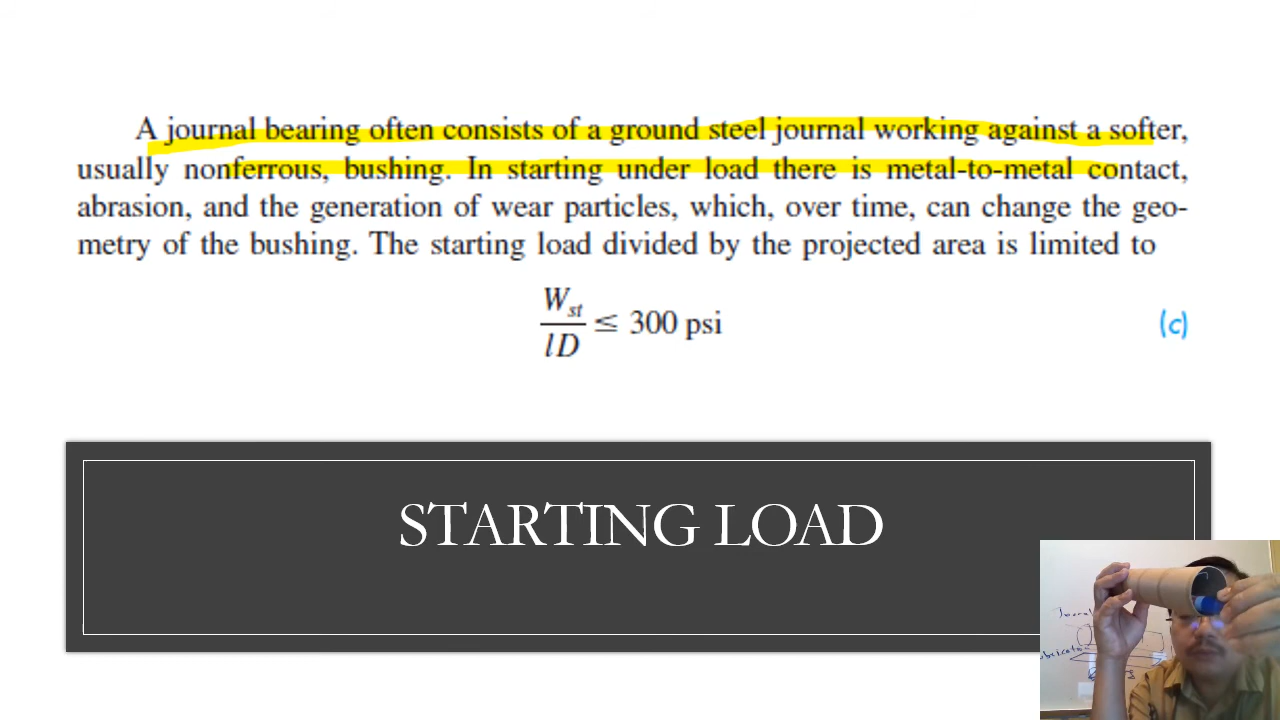 A journal bearing often consists of a ground steel journal working against a softer,
usually nonferrous, bushing. In starting under load there is metal-to-metal contact,
abrasion, and the generation of wear particles, which, over time, can change the geo-
metry of the bushing. The starting load divided by the projected area is limited to
W_st / lD ≤ 300 psi (c)
STARTING LOAD